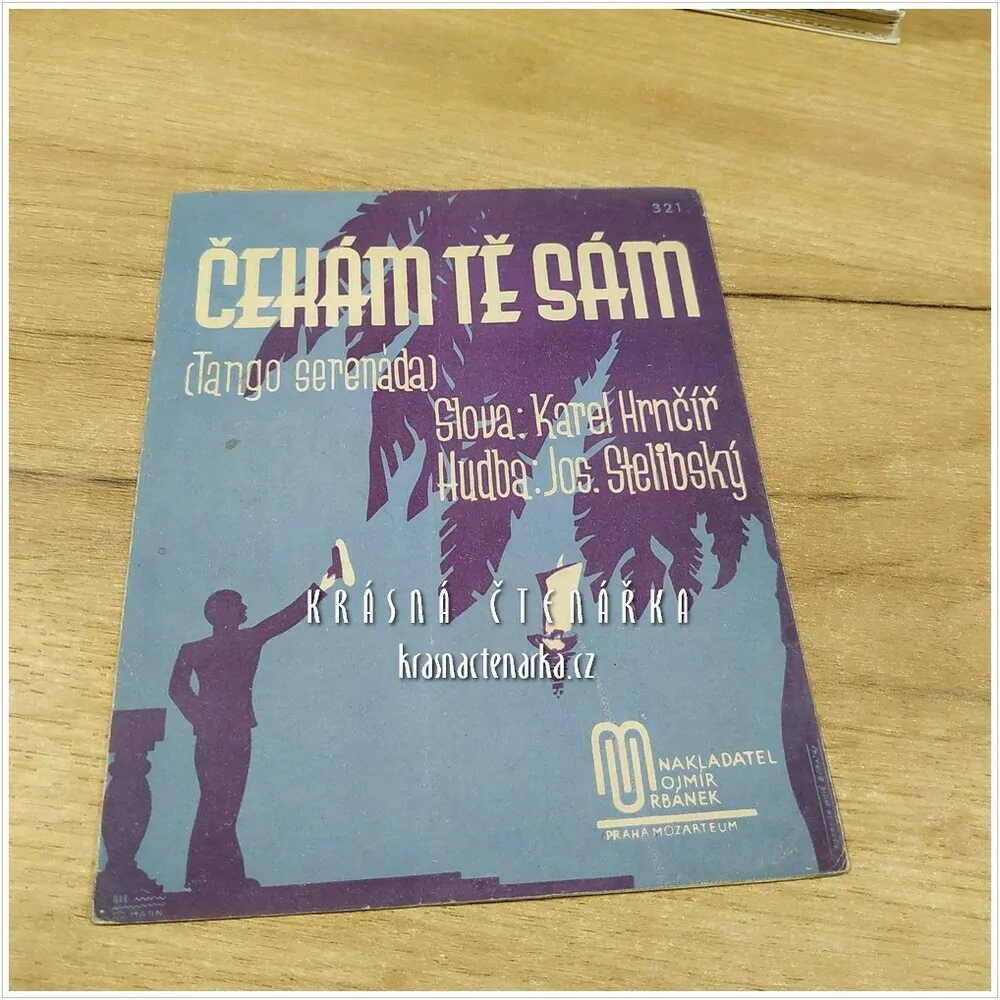 321
ČEKÁM TĚ SÁM
(Tango serenáda)
Slova: Karel Hrnčíř
Hudba: Jos. Stelibský
KRÁSNÁ ČTENÁŘKA
krasnactenarka.cz
MU
NAKLADATEL
OJMÍR
RBÁNEK
PRAHA MOZARTEUM